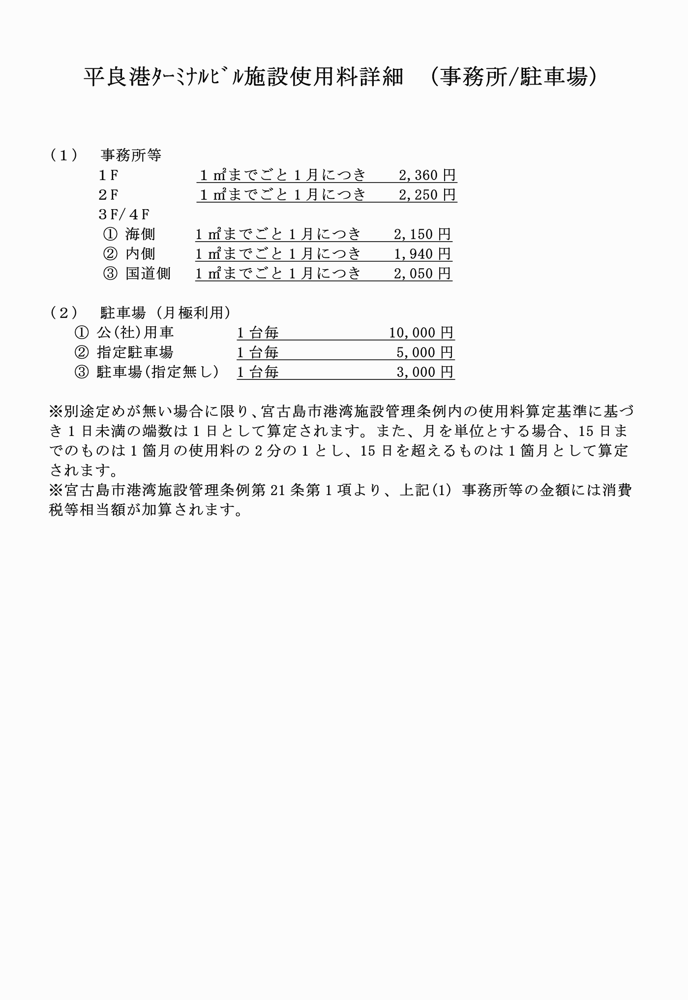 平良港ﾀｰﾐﾅﾙﾋﾞﾙ施設使用料詳細　（事務所/駐車場）
（１）　事務所等
１F　１㎡までごと１月につき　2,360 円
２F　１㎡までごと１月につき　2,250 円
３F/４F
① 海側　1 ㎡までごと 1 月につき　2,150 円
② 内側　1 ㎡までごと 1 月につき　1,940 円
③ 国道側　1 ㎡までごと 1 月につき　2,050 円
（２）　駐車場（月極利用）
① 公(社)用車　1 台毎　10,000 円
② 指定駐車場　1 台毎　5,000 円
③ 駐車場(指定無し)　1 台毎　3,000 円
※別途定めが無い場合に限り、宮古島市港湾施設管理条例内の使用料算定基準に基づ
き 1 日未満の端数は 1 日として算定されます。また、月を単位とする場合、15 日ま
でのものは 1 箇月の使用料の 2 分の 1 とし、15 日を超えるものは 1 箇月として算定
されます。
※宮古島市港湾施設管理条例第 21 条第 1 項より、上記(1) 事務所等の金額には消費
税等相当額が加算されます。